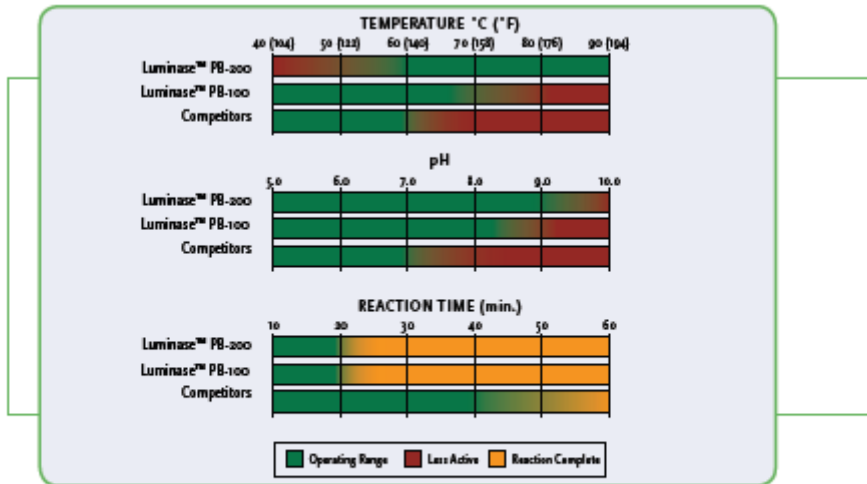 TEMPERATURE °C (°F)
40 (104) 50 (122) 60 (140) 70 (158) 80 (176) 90 (194)
Luminase™ PB-200
Luminase™ PB-100
Competitors
pH
5.0 6.0 7.0 8.0 9.0 10.0
Luminase™ PB-200
Luminase™ PB-100
Competitors
REACTION TIME (min.)
10 20 30 40 50 60
Luminase™ PB-200
Luminase™ PB-100
Competitors
Operating Range Less Active Reaction Complete